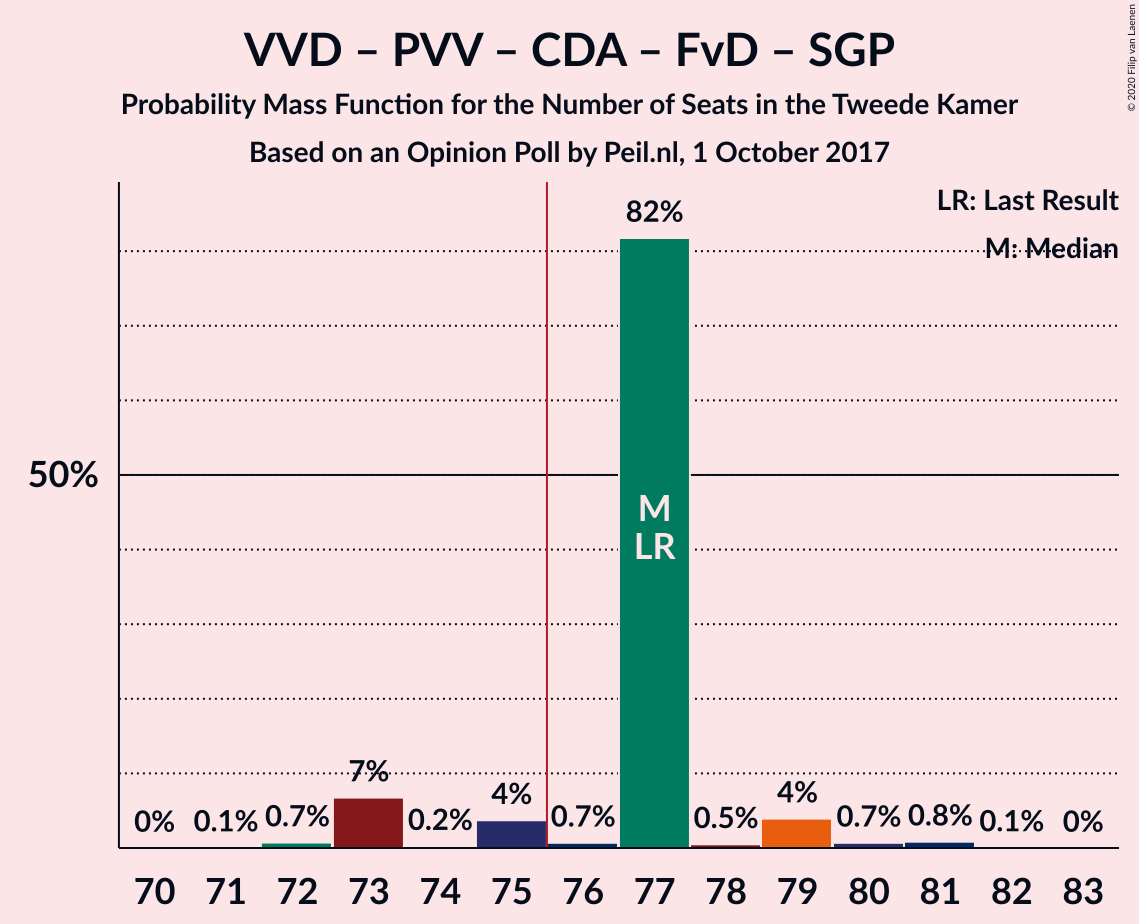 VVD – PVV – CDA – FvD – SGP
Probability Mass Function for the Number of Seats in the Tweede Kamer
Based on an Opinion Poll by Peil.nl, 1 October 2017
© 2020 Filip van Laenen
LR: Last Result
M: Median
50%
0%
0.1%
0.7%
7%
0.2%
4%
0.7%
82%
M
LR
0.5%
4%
0.7%
0.8%
0.1%
0%
70 71 72 73 74 75 76 77 78 79 80 81 82 83